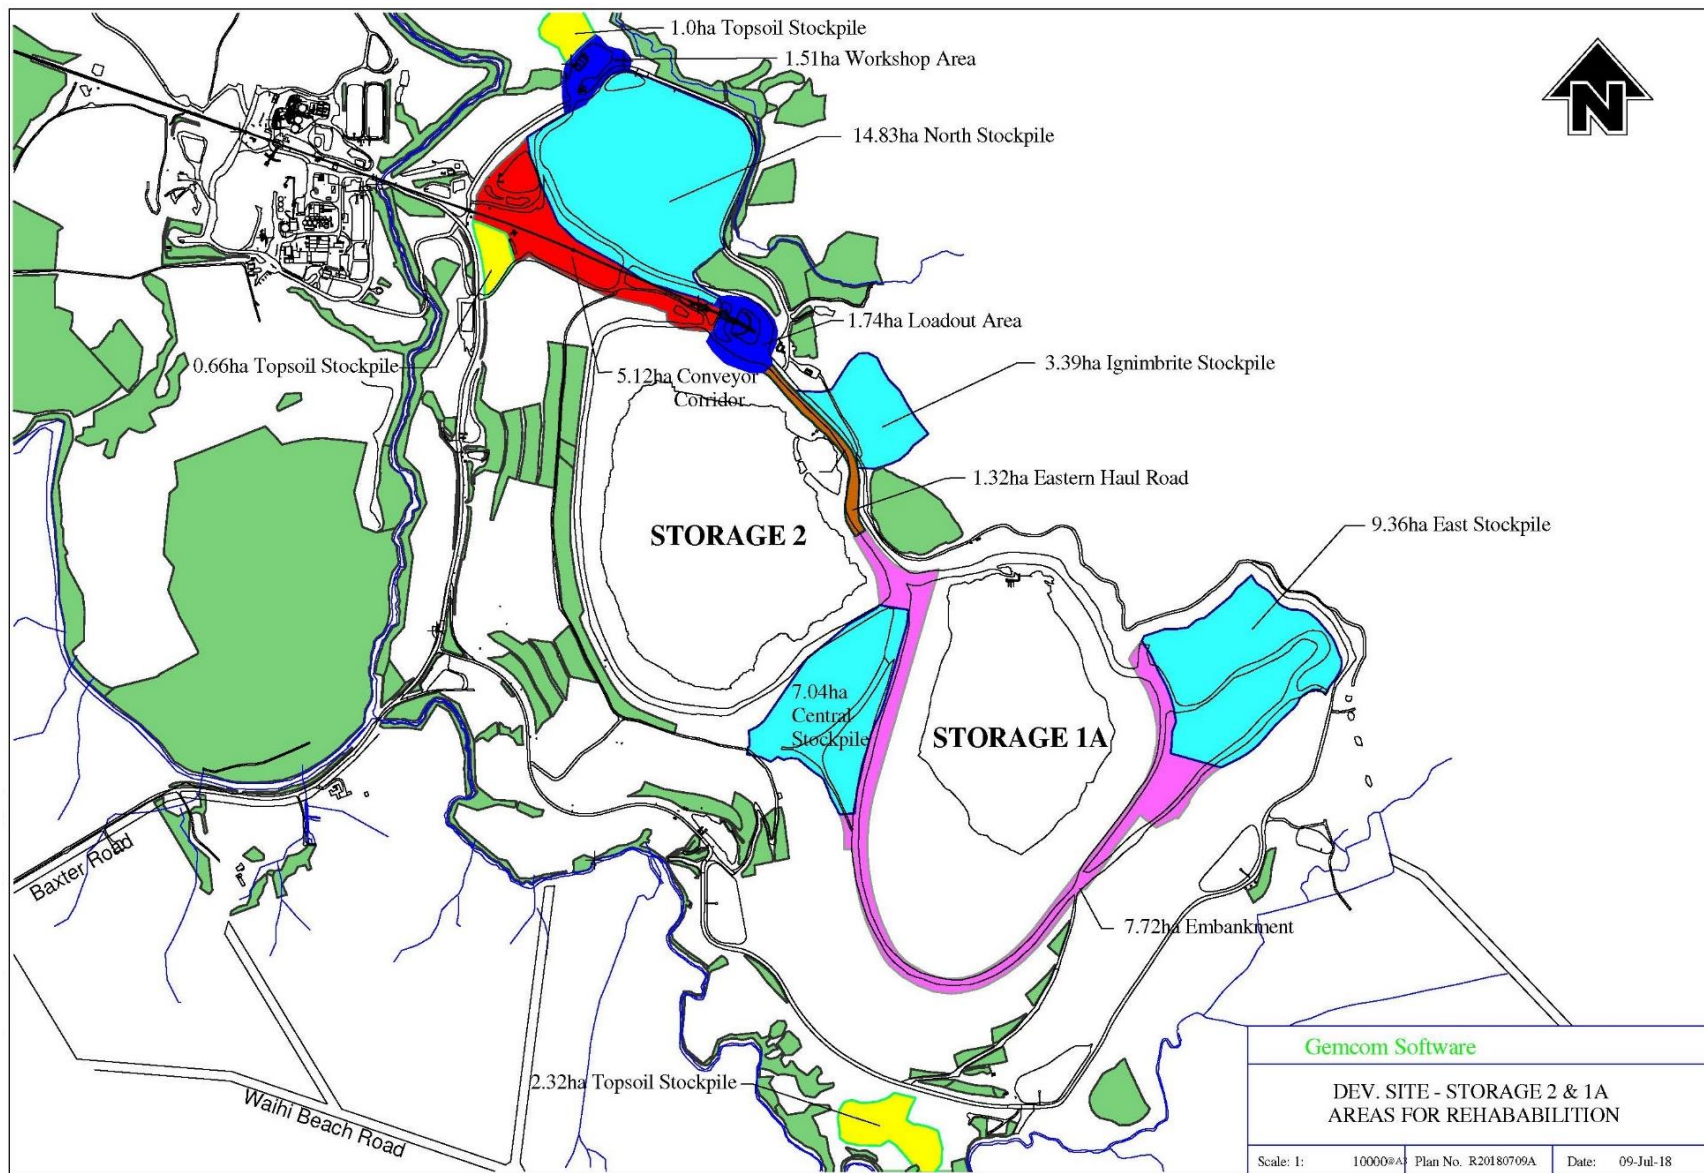 1.0ha Topsoil Stockpile
1.51ha Workshop Area
N
14.83ha North Stockpile
1.74ha Loadout Area
3.39ha Ignimbrite Stockpile
0.66ha Topsoil Stockpile
5.12ha Conveyor
Corridor
1.32ha Eastern Haul Road
9.36ha East Stockpile
STORAGE 2
7.04ha
Central
Stockpile
STORAGE 1A
Baxter Road
7.72ha Embankment
2.32ha Topsoil Stockpile
Waihi Beach Road
Gemcom Software
DEV. SITE - STORAGE 2 & 1A
AREAS FOR REHABABILITION
Scale: 1: 10000@A3 Plan No. R20180709A Date: 09-Jul-18